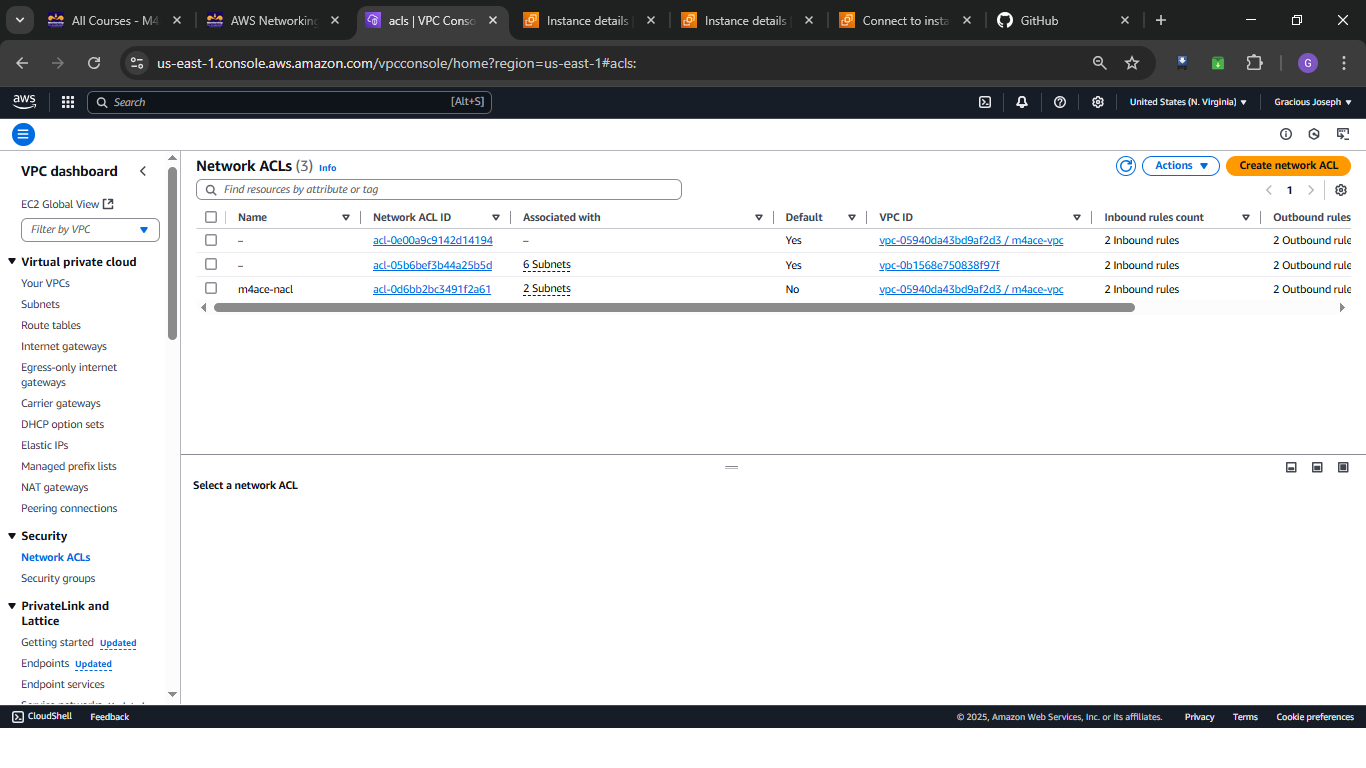 All Courses - M4
AWS Networking
acls | VPC Conso
Instance details
Instance details
Connect to insta
GitHub
us-east-1.console.aws.amazon.com/vpcconsole/home?region=us-east-1#acls:
G
aws
Search
[Alt+S]
United States (N. Virginia)
Gracious Joseph
VPC dashboard
EC2 Global View
Filter by VPC
Virtual private cloud
Your VPCs
Subnets
Route tables
Internet gateways
Egress-only internet
gateways
Carrier gateways
DHCP option sets
Elastic IPs
Managed prefix lists
NAT gateways
Peering connections
Security
Network ACLs
Security groups
PrivateLink and
Lattice
Getting started Updated
Endpoints Updated
Endpoint services
Network ACLs (3) Info
Actions
Create network ACL
Find resources by attribute or tag
1
Name Network ACL ID Associated with Default VPC ID Inbound rules count Outbound rules
– acl-0e00a9c9142d14194 – Yes vpc-05940da43bd9af2d3 / m4ace-vpc 2 Inbound rules 2 Outbound rule
– acl-05b6bef3b44a25b5d 6 Subnets Yes vpc-0b1568e750838f97f 2 Inbound rules 2 Outbound rule
m4ace-nacl acl-0d6bb2bc3491f2a61 2 Subnets No vpc-05940da43bd9af2d3 / m4ace-vpc 2 Inbound rules 2 Outbound rule
Select a network ACL
CloudShell
Feedback
© 2025, Amazon Web Services, Inc. or its affiliates.
Privacy
Terms
Cookie preferences